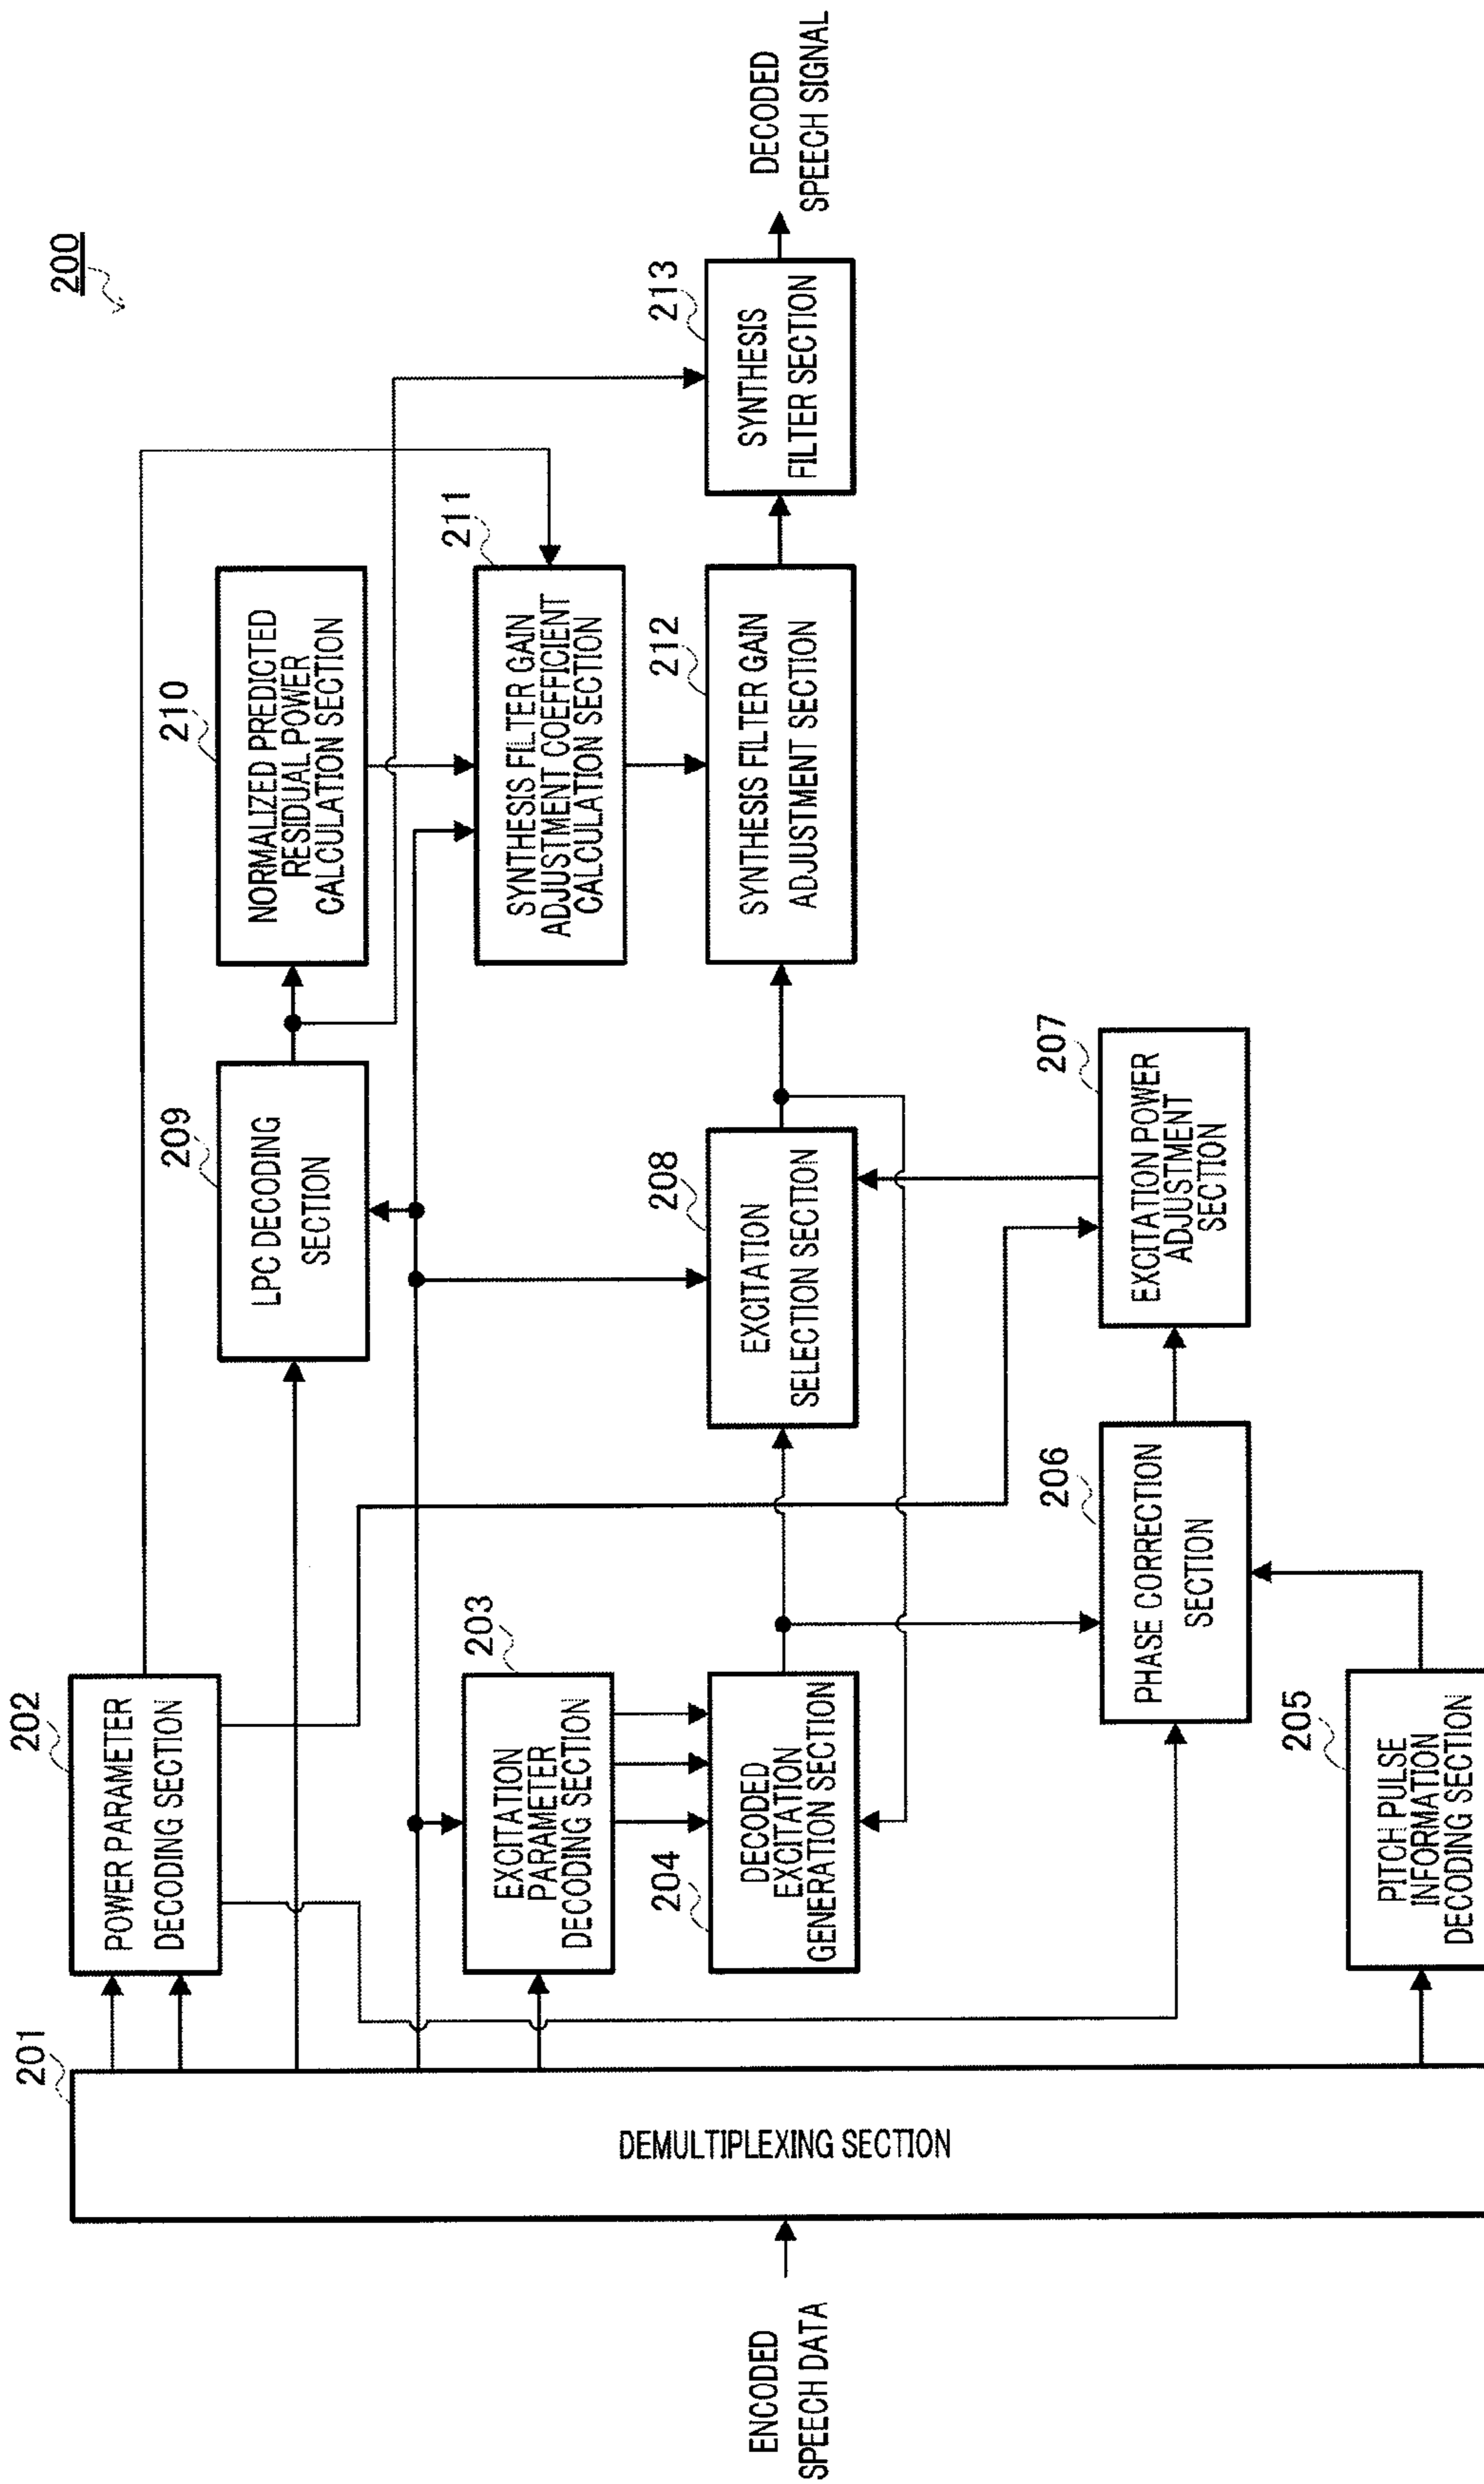 200
ENCODED
SPEECH DATA
201
DEMULTIPLEXING SECTION
202
POWER PARAMETER
DECODING SECTION
203
EXCITATION
PARAMETER
DECODING SECTION
204
DECODED
EXCITATION
GENERATION SECTION
205
PITCH PULSE
INFORMATION
DECODING SECTION
206
PHASE CORRECTION
SECTION
207
EXCITATION POWER
ADJUSTMENT
SECTION
208
EXCITATION
SELECTION SECTION
209
LPC DECODING
SECTION
210
NORMALIZED PREDICTED
RESIDUAL POWER
CALCULATION SECTION
211
SYNTHESIS FILTER GAIN
ADJUSTMENT COEFFICIENT
CALCULATION SECTION
212
SYNTHESIS FILTER GAIN
ADJUSTMENT SECTION
213
SYNTHESIS
FILTER SECTION
DECODED
SPEECH SIGNAL